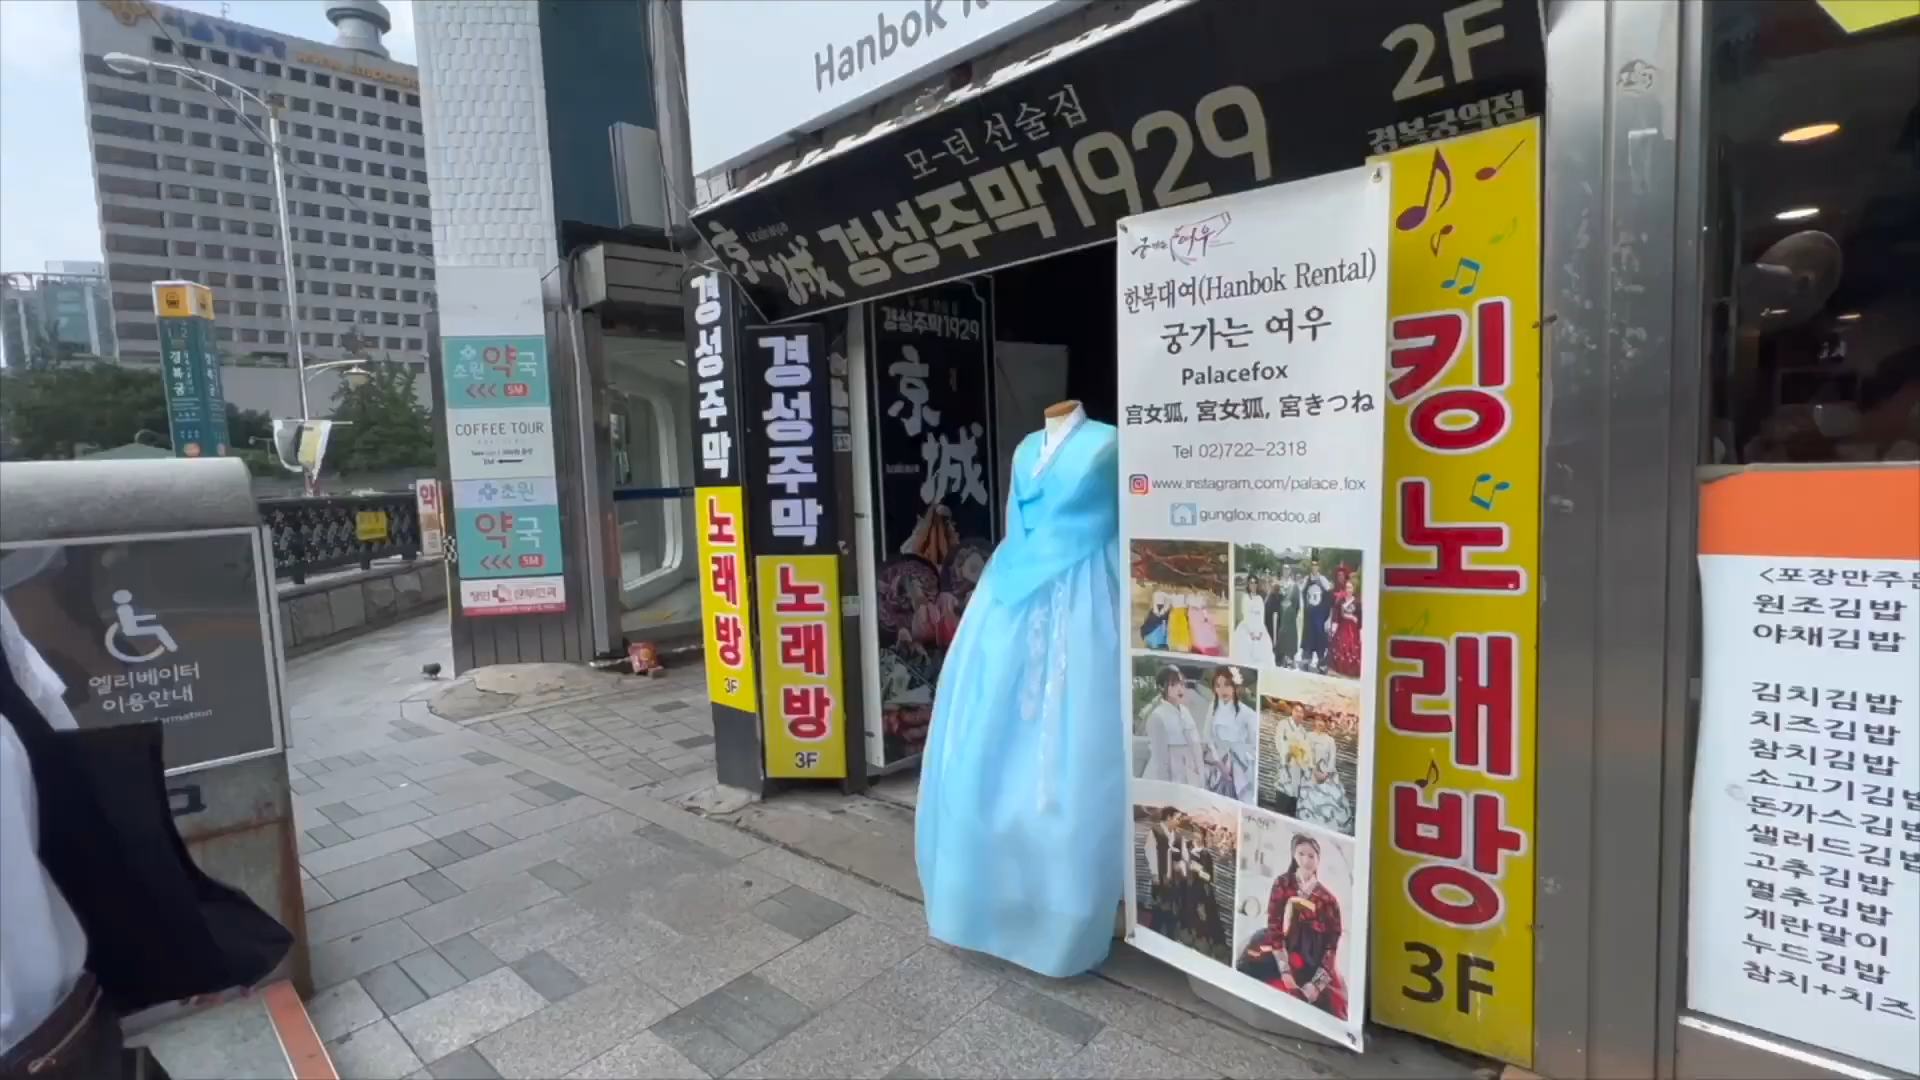 Hanbok
모-던 선술집
경성주막1929
京城
2F
경복궁역점
경성주막
노래방
3F
경성주막
노래방
3F
경성주막1929
京
城
한복대여(Hanbok Rental)
궁가는 여우
Palacefox
宮女狐, 宮女狐, 宮きつね
Tel 02)722-2318
www.instagram.com/palace.fox
gungfox.modoo.at
킹노래방
3F
경복궁
초원약국
<<< 5M
COFFEE TOUR
초원
약국
<<< 5M
약
엘리베이터
이용안내
<포장만주문
원조김밥
야채김밥
김치김밥
치즈김밥
참치김밥
소고기김밥
돈까스김밥
샐러드김밥
고추김밥
멸추김밥
계란말이
누드김밥
참치+치즈